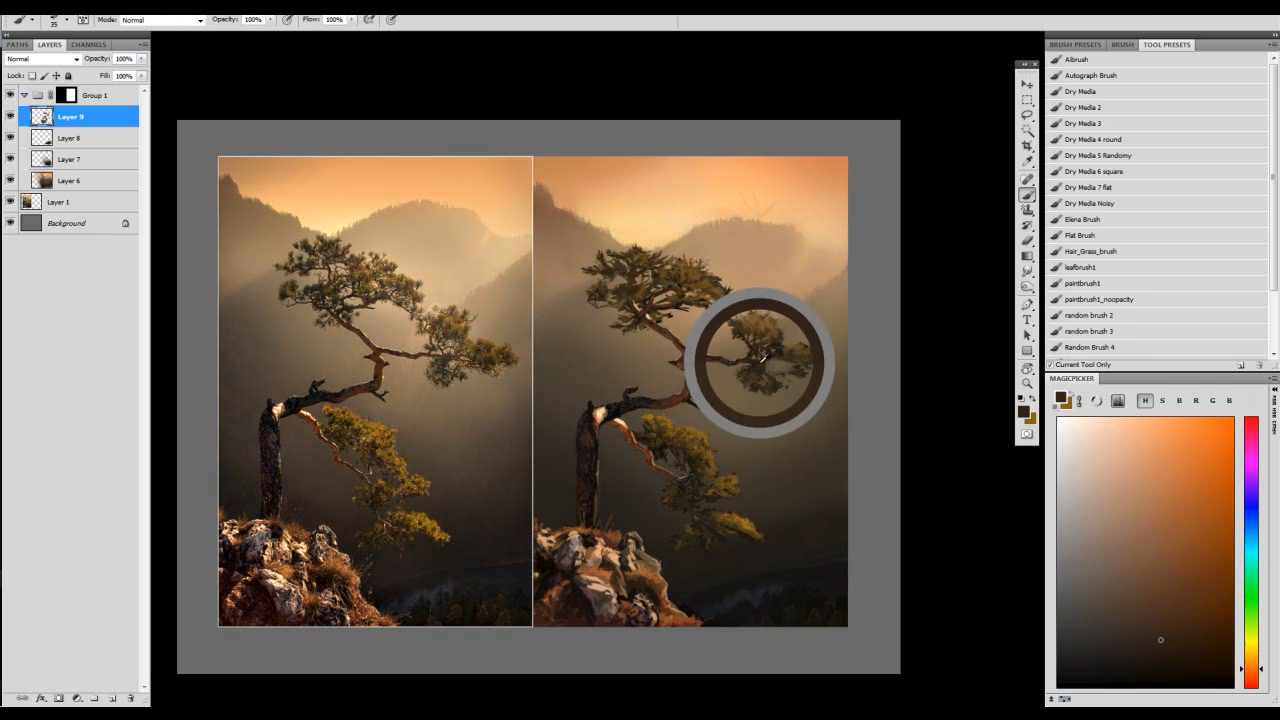 35 Mode: Normal Opacity: 100% Flow: 100%
PATHS LAYERS CHANNELS
Normal Opacity: 100%
Lock: Fill: 100%
Group 1
Layer 9
Layer 8
Layer 7
Layer 6
Layer 1
Background
BRUSH PRESETS BRUSH TOOL PRESETS
Aibrush
Autograph Brush
Dry Media
Dry Media 2
Dry Media 3
Dry Media 4 round
Dry Media 5 Randomy
Dry Media 6 square
Dry Media 7 flat
Dry Media Noisy
Elena Brush
Flat Brush
Hair_Grass_brush
leafbrush1
paintbrush1
paintbrush1_noopacity
random brush 2
random brush 3
Random Brush 4
Current Tool Only
MAGICPICKER
H S B R G B